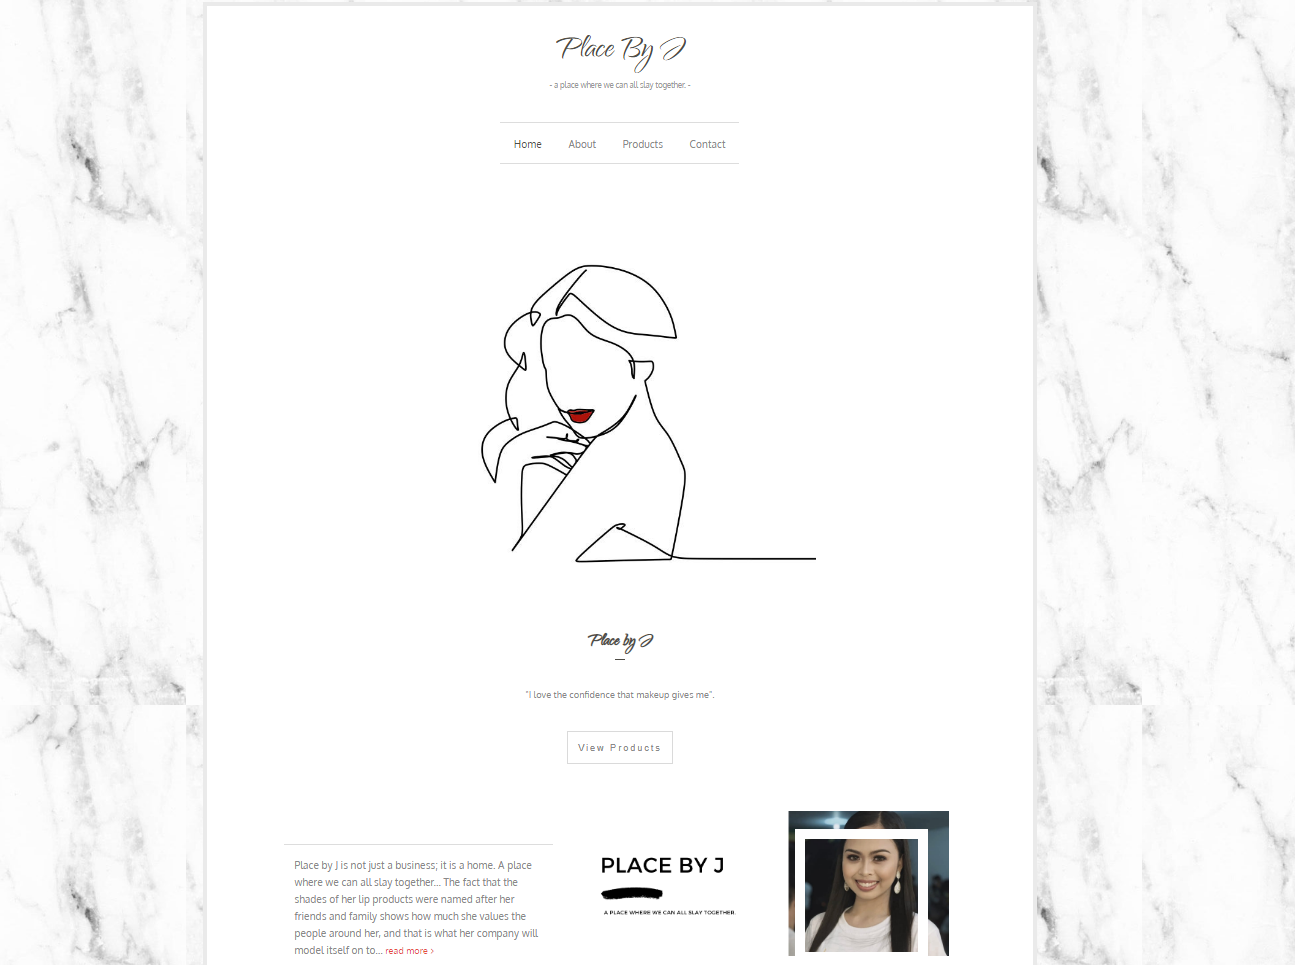 Place By J
- a place where we can all slay together. -
Home About Products Contact
Place by J
"I love the confidence that makeup gives me".
View Products
Place by J is not just a business; it is a home. A place
where we can all slay together... The fact that the
shades of her lip products were named after her
friends and family shows how much she values the
people around her, and that is what her company will
model itself on to... read more ›
PLACE BY J
A PLACE WHERE WE CAN ALL SLAY TOGETHER.